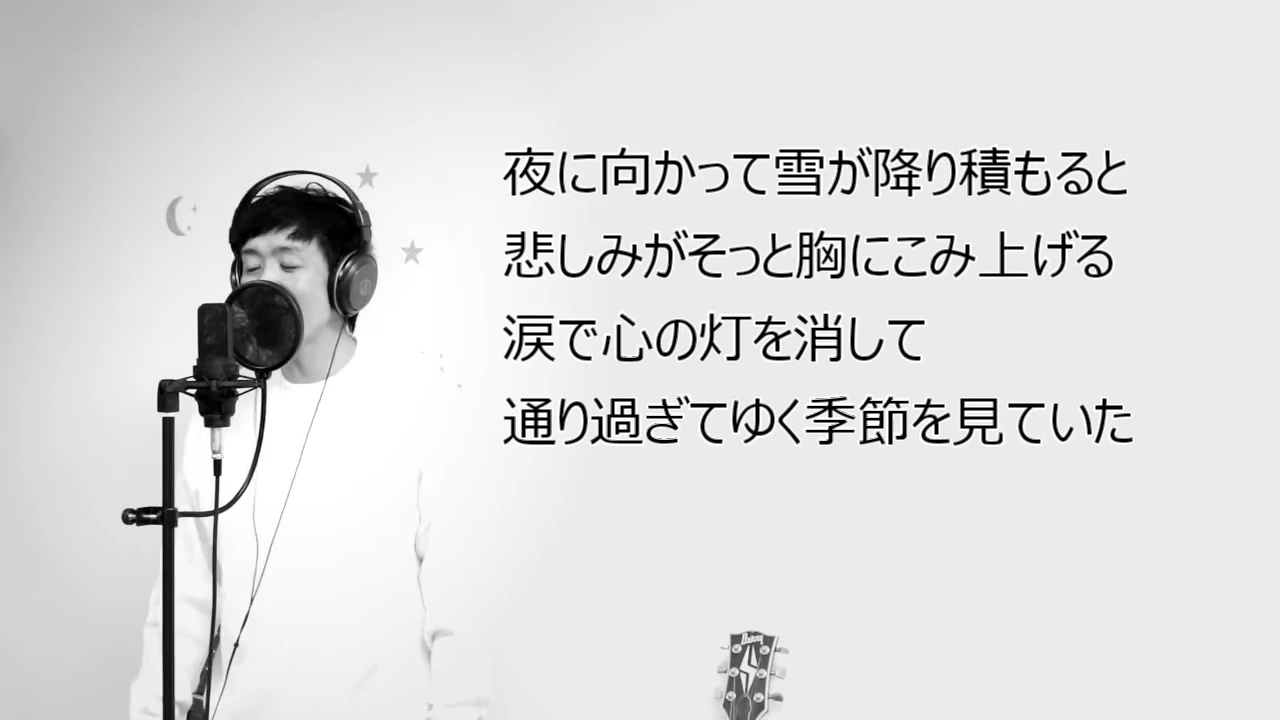 夜に向かって雪が降り積もると
悲しみがそっと胸にこみ上げる
涙で心の灯を消して
通り過ぎてゆく季節を見ていた